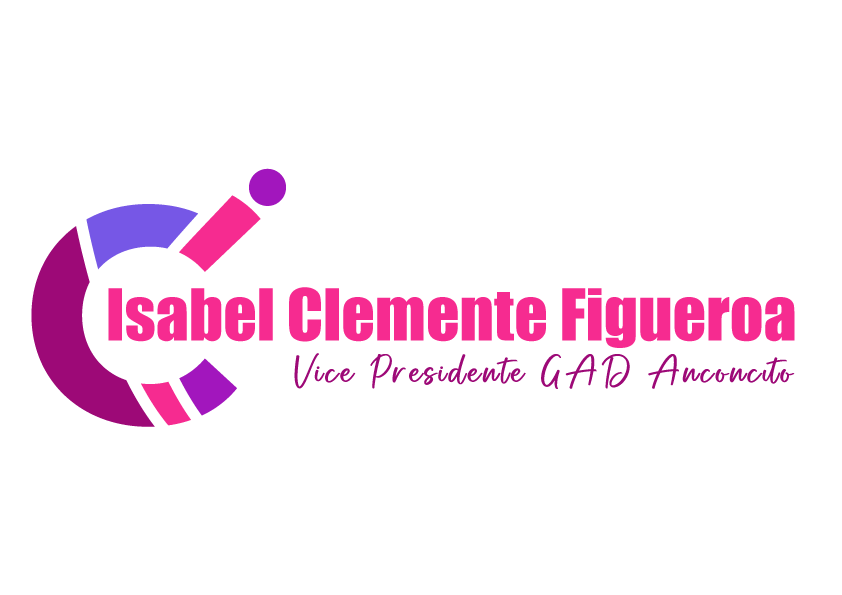 Isabel Clemente Figueroa
Vice Presidente GAD Anconcito